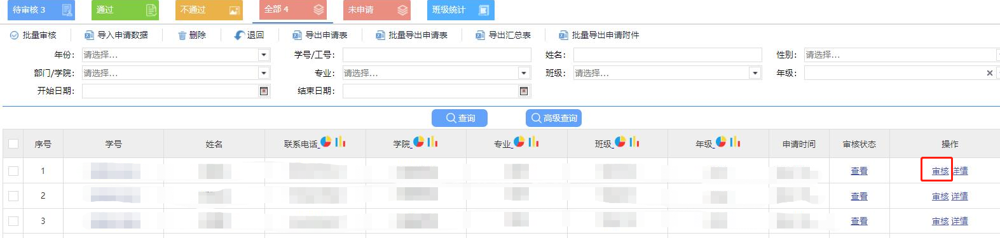 待审核 3 通过 不通过 全部 4 未申请 班级统计
批量审核 导入申请数据 删除 退回 导出申请表 批量导出申请表 导出汇总表 批量导出申请附件
年份: 请选择... 学号/工号: 姓名: 性别: 请选择...
部门/学院: 请选择... 专业: 请选择... 班级: 请选择... 年级:
开始日期: 结束日期:
查询 高级查询
序号 学号 姓名 联系电话 学院 专业 班级 年级 申请时间 审核状态 操作
1 查看 审核 详情
2 查看 审核 详情
3 查看 审核 详情